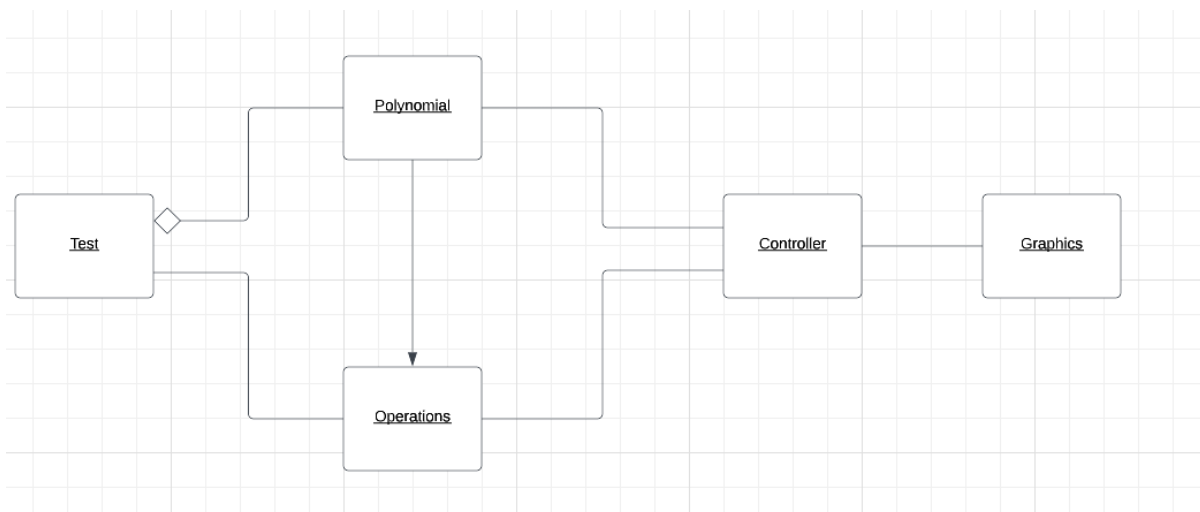 Polynomial
Test
Controller
Graphics
Operations